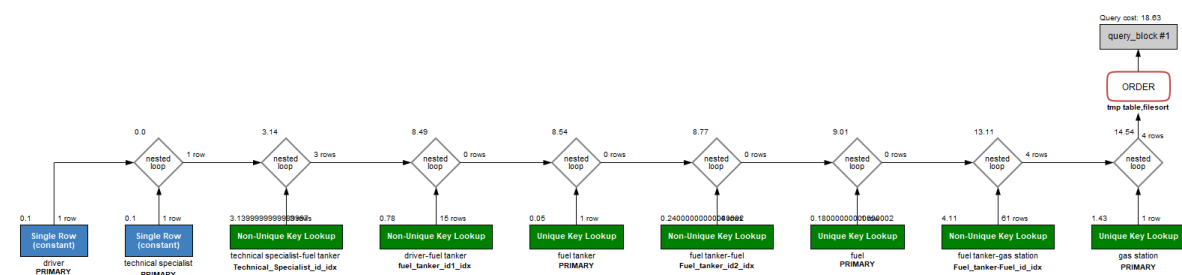 Query cost: 18.63
query_block #1
ORDER
tmp table,filesort
0.0
3.14
8.49
8.54
8.77
9.01
13.11
14.54
4 rows
nested loop
1 row
nested loop
3 rows
nested loop
0 rows
nested loop
0 rows
nested loop
0 rows
nested loop
0 rows
nested loop
4 rows
nested loop
0.1
1 row
0.1
1 row
0.78
15 rows
0.05
1 row
4.11
61 rows
1.43
1 row
Single Row
(constant)
Single Row
(constant)
Non-Unique Key Lookup
Non-Unique Key Lookup
Unique Key Lookup
Non-Unique Key Lookup
Unique Key Lookup
Non-Unique Key Lookup
Unique Key Lookup
driver
PRIMARY
technical specialist
PRIMARY
technical specialist-fuel tanker
Technical_Specialist_id_idx
driver-fuel tanker
fuel_tanker_id1_idx
fuel tanker
PRIMARY
fuel tanker-fuel
Fuel_tanker_id2_idx
fuel
PRIMARY
fuel tanker-gas station
Fuel_tanker-Fuel_id_idx
gas station
PRIMARY